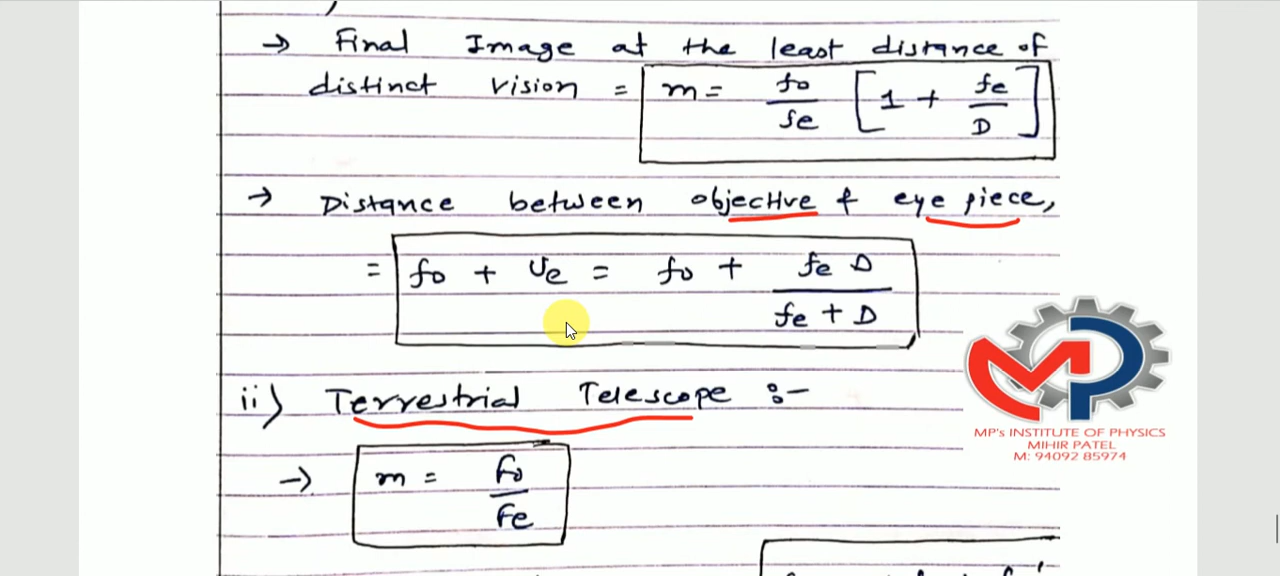 → Final Image at the least distance of
distinct vision = m = fo/fe [1 + fe/D]
→ Distance between objective & eye piece,
= fo + Ue = fo + fe D/fe + D
ii) Terrestrial Telescope :-
→ m = Fo/Fe
MP's INSTITUTE OF PHYSICS
MIHIR PATEL
M: 94092 85974